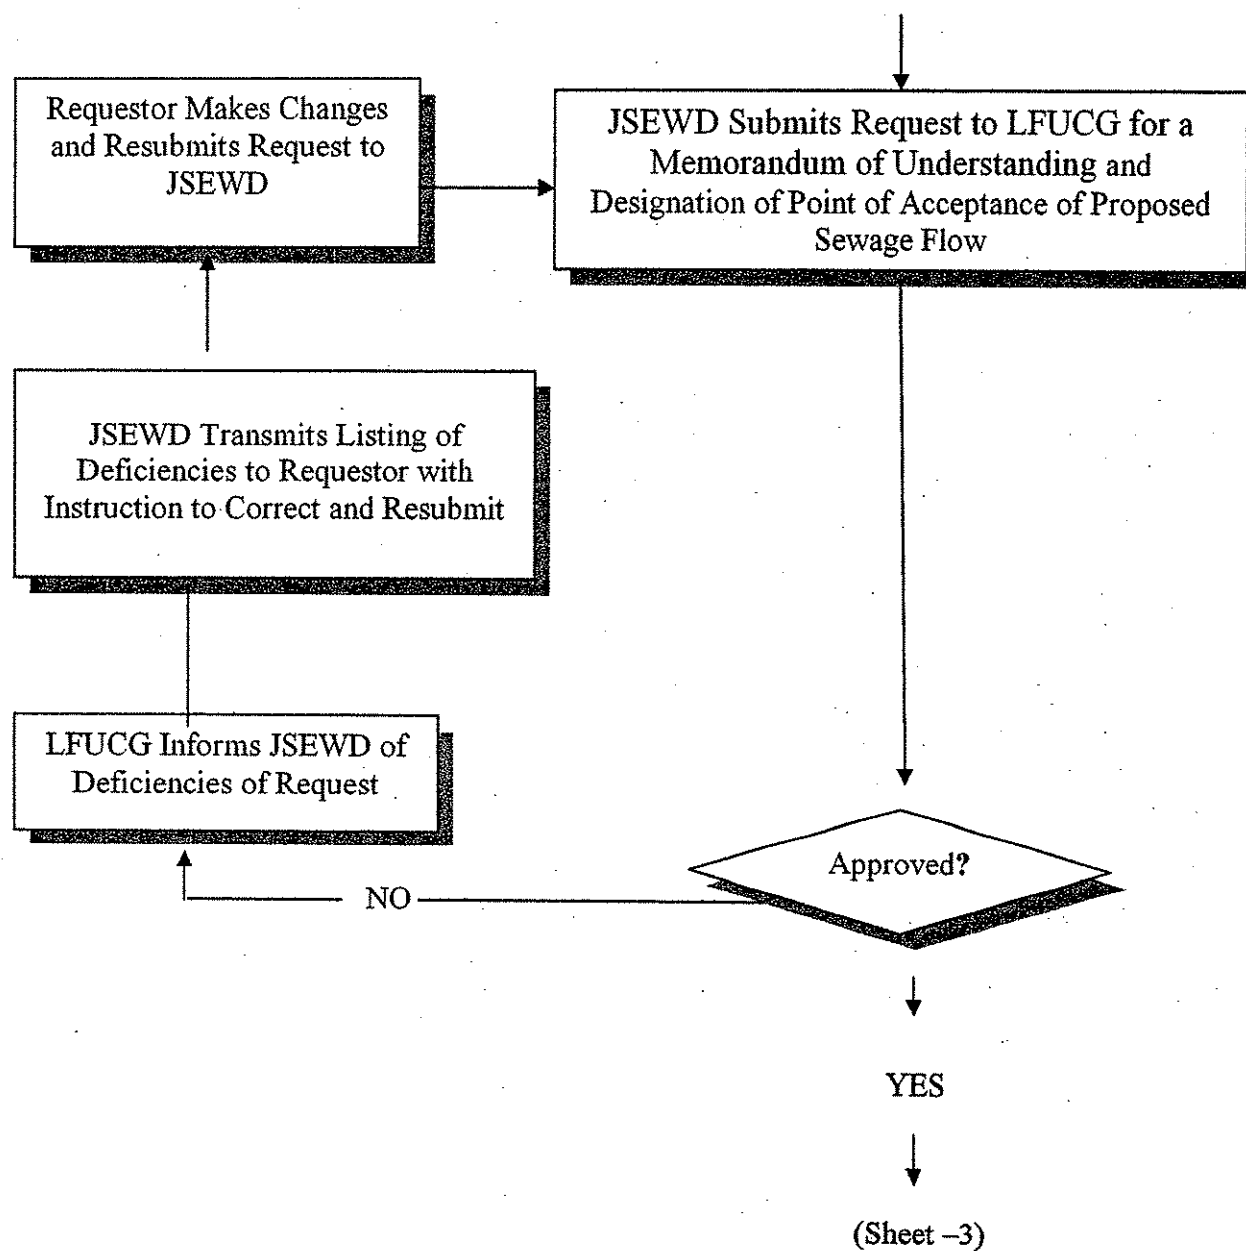 Requestor Makes Changes
and Resubmits Request to
JSEWD
JSEWD Submits Request to LFUCG for a
Memorandum of Understanding and
Designation of Point of Acceptance of Proposed
Sewage Flow
JSEWD Transmits Listing of
Deficiencies to Requestor with
Instruction to Correct and Resubmit
LFUCG Informs JSEWD of
Deficiencies of Request
Approved?
NO
YES
(Sheet –3)